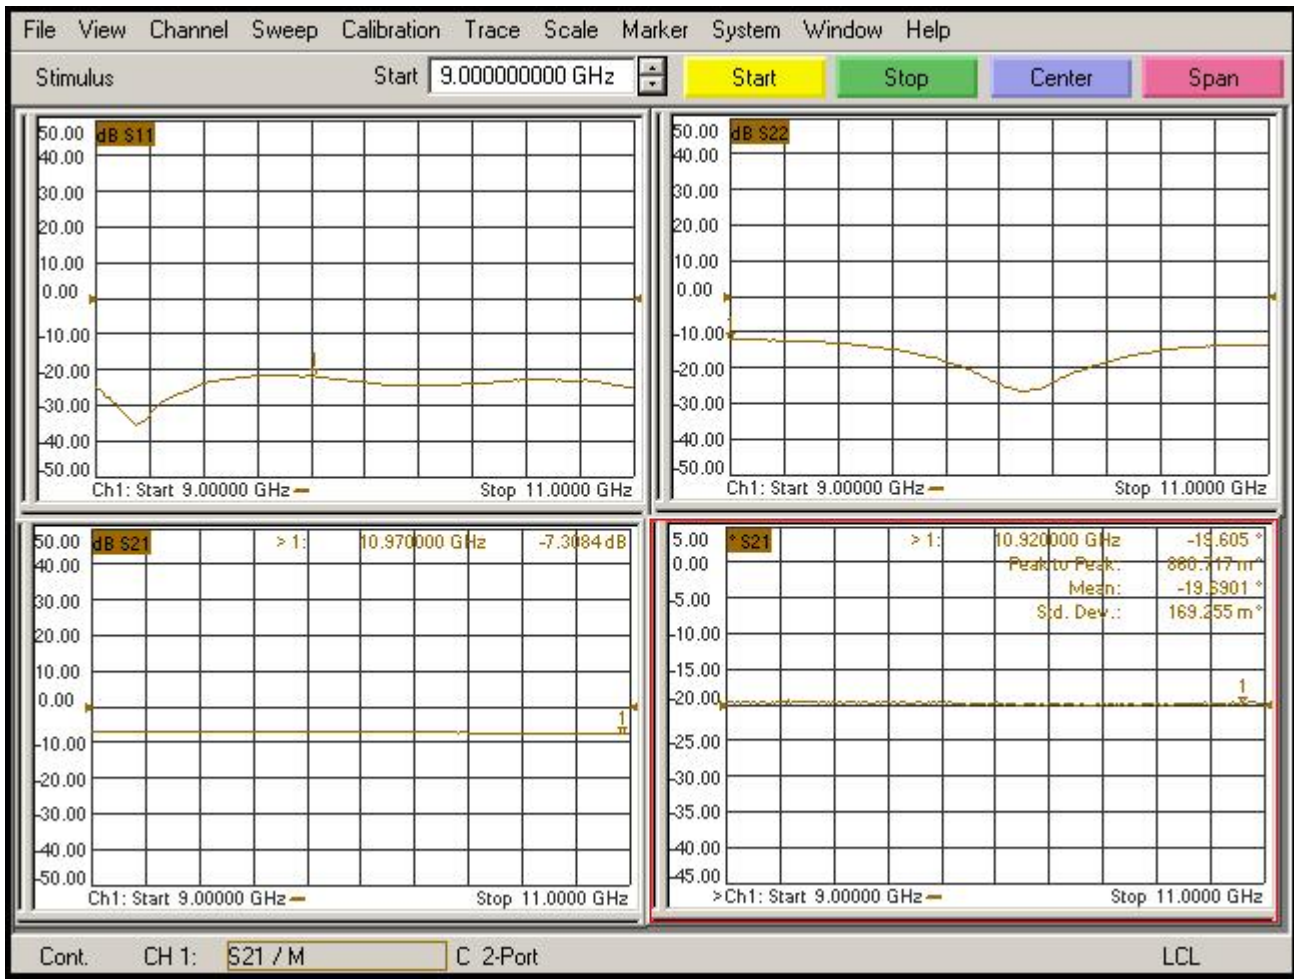 File View Channel Sweep Calibration Trace Scale Marker System Window Help
Stimulus Start 9.000000000 GHz Start Stop Center Span
50.00 dB S11
40.00
30.00
20.00
10.00
0.00
-10.00
-20.00
-30.00
-40.00
-50.00
Ch1: Start 9.00000 GHz Stop 11.0000 GHz
50.00 dB S22
40.00
30.00
20.00
10.00
0.00
1
-10.00
-20.00
-30.00
-40.00
-50.00
Ch1: Start 9.00000 GHz Stop 11.0000 GHz
50.00 dB S21 > 1: 10.970000 GHz -7.3084 dB
40.00
30.00
20.00
10.00
0.00
1
-10.00
-20.00
-30.00
-40.00
-50.00
Ch1: Start 9.00000 GHz Stop 11.0000 GHz
5.00 ° S21 > 1: 10.920000 GHz -19.605 °
0.00 Peak to Peak: m°
-5.00 Mean: -19.6901 °
Std. Dev.: 169.255 m°
-10.00
-15.00
1
-20.00
-25.00
-30.00
-35.00
-40.00
-45.00
>Ch1: Start 9.00000 GHz Stop 11.0000 GHz
Cont. CH 1: S21 / M C 2-Port LCL